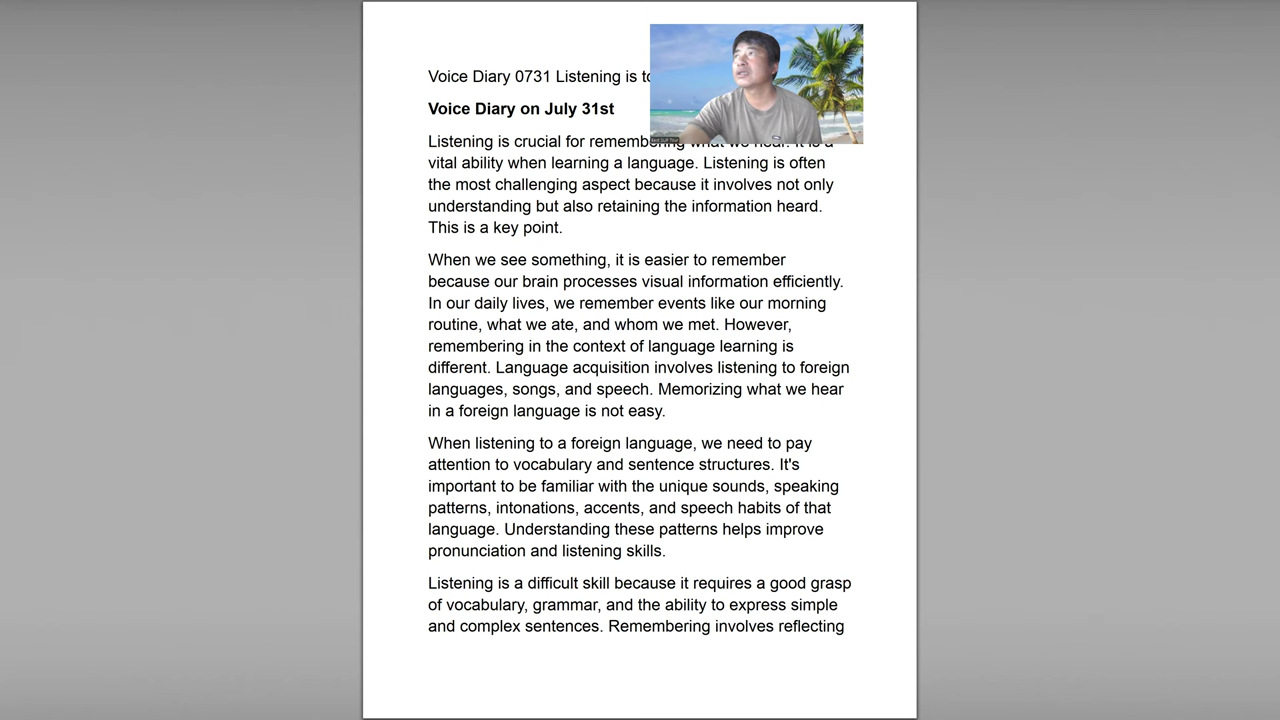 Voice Diary 0731 Listening is to
Voice Diary on July 31st
Listening is crucial for remembering what we hear. It is a
vital ability when learning a language. Listening is often
the most challenging aspect because it involves not only
understanding but also retaining the information heard.
This is a key point.
When we see something, it is easier to remember
because our brain processes visual information efficiently.
In our daily lives, we remember events like our morning
routine, what we ate, and whom we met. However,
remembering in the context of language learning is
different. Language acquisition involves listening to foreign
languages, songs, and speech. Memorizing what we hear
in a foreign language is not easy.
When listening to a foreign language, we need to pay
attention to vocabulary and sentence structures. It's
important to be familiar with the unique sounds, speaking
patterns, intonations, accents, and speech habits of that
language. Understanding these patterns helps improve
pronunciation and listening skills.
Listening is a difficult skill because it requires a good grasp
of vocabulary, grammar, and the ability to express simple
and complex sentences. Remembering involves reflecting